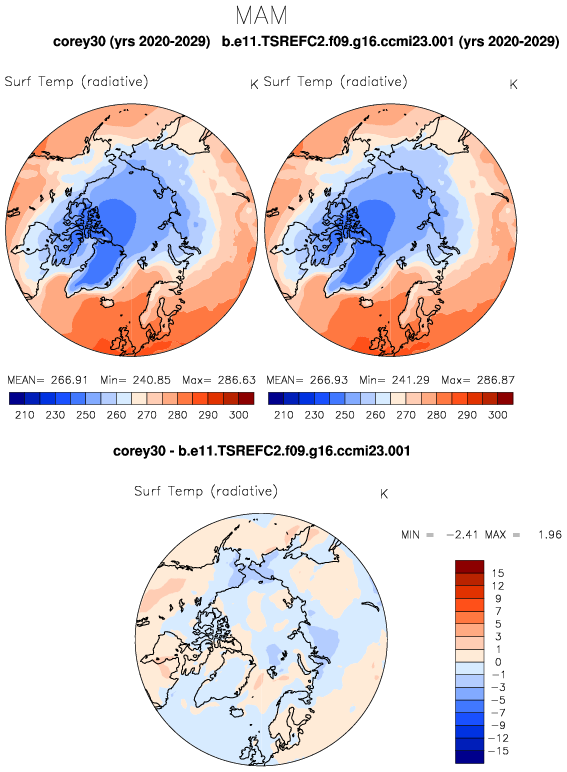 MAM
corey30 (yrs 2020-2029) b.e11.TSREFC2.f09.g16.ccmi23.001 (yrs 2020-2029)
Surf Temp (radiative) K Surf Temp (radiative) K
MEAN= 266.91 Min= 240.85 Max= 286.63 MEAN= 266.93 Min= 241.29 Max= 286.87
210 230 250 260 270 280 290 300 210 230 250 260 270 280 290 300
corey30 - b.e11.TSREFC2.f09.g16.ccmi23.001
Surf Temp (radiative) K
MIN = -2.41 MAX = 1.96
15
12
9
7
5
3
1
0
-1
-3
-5
-7
-9
-12
-15